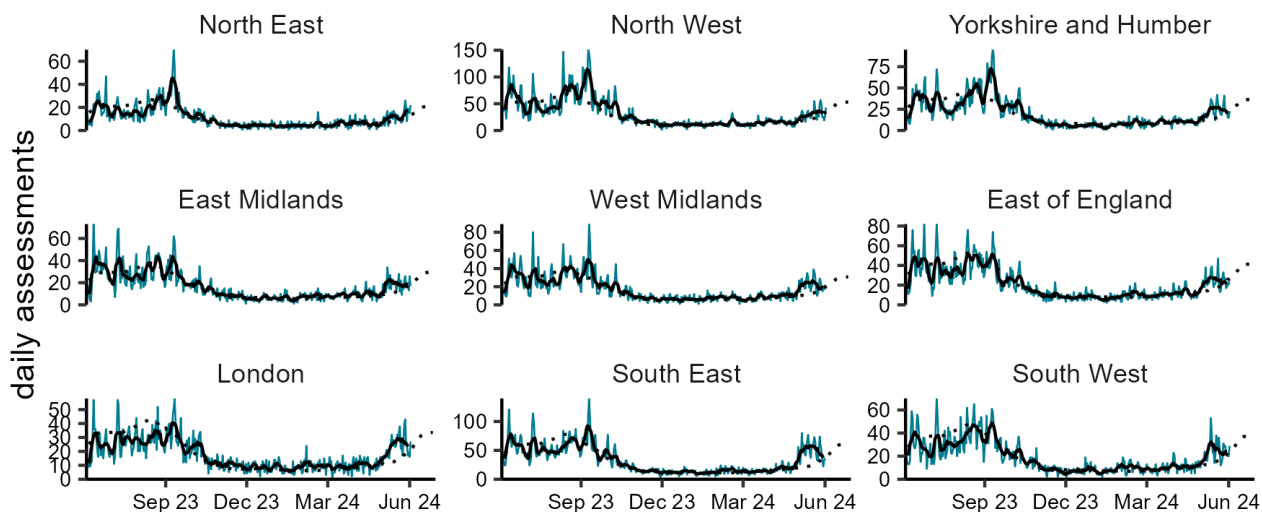 North East North West Yorkshire and Humber
60 40 20 0
150 100 50 0
75 50 25 0
daily assessments
East Midlands West Midlands East of England
60 40 20 0
80 60 40 20 0
80 60 40 20 0
London South East South West
50 40 30 20 10 0
100 50 0
60 40 20 0
Sep 23 Dec 23 Mar 24 Jun 24 Sep 23 Dec 23 Mar 24 Jun 24 Sep 23 Dec 23 Mar 24 Jun 24